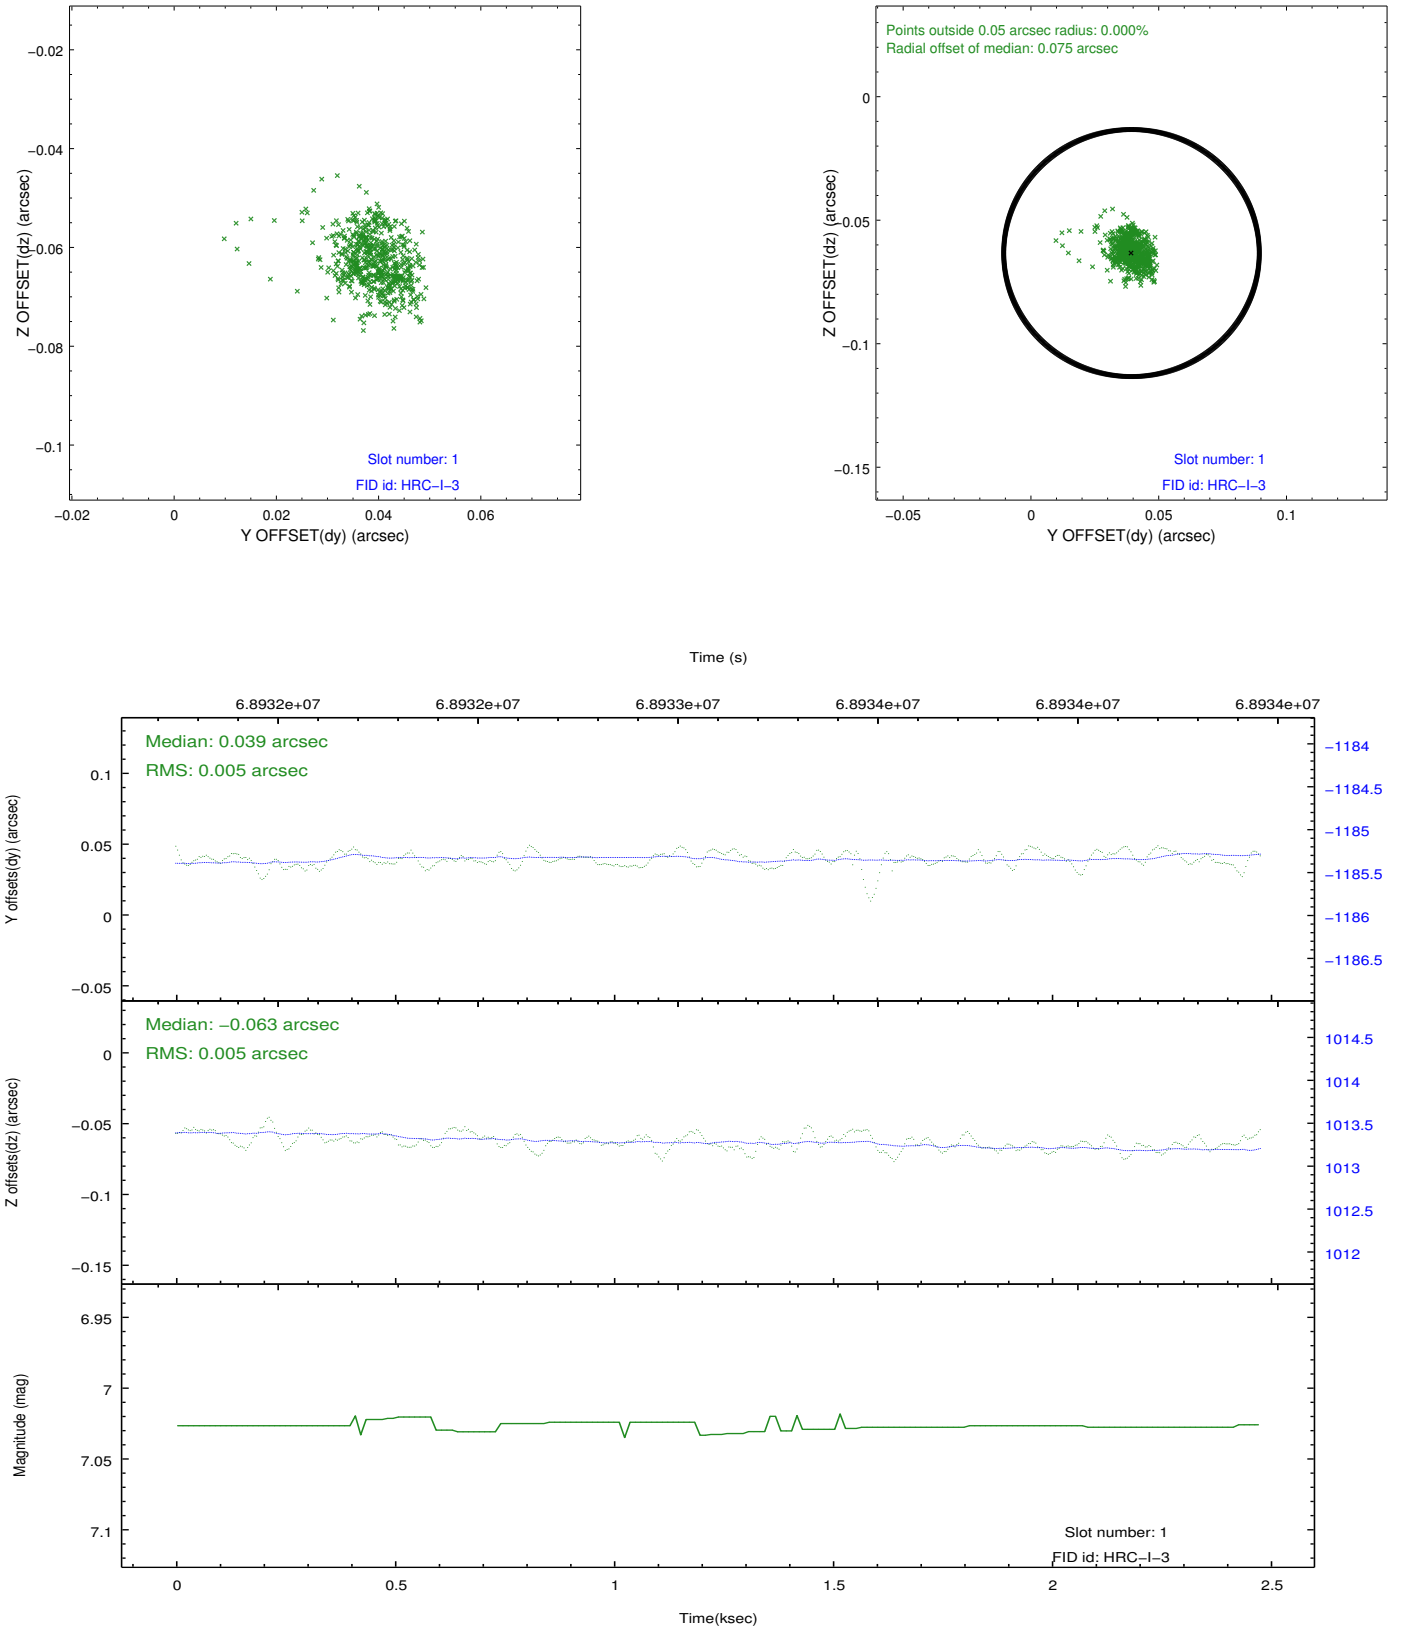 −0.02
−0.04
−0.06
−0.08
−0.1
Z OFFSET(dz) (arcsec)
Slot number: 1
FID id: HRC−I−3
−0.02
0
0.02
0.04
0.06
Y OFFSET(dy) (arcsec)
Points outside 0.05 arcsec radius: 0.000%
Radial offset of median: 0.075 arcsec
0
−0.05
−0.1
−0.15
Z OFFSET(dz) (arcsec)
Slot number: 1
FID id: HRC−I−3
−0.05
0
0.05
0.1
Y OFFSET(dy) (arcsec)
Time (s)
6.8932e+07
6.8932e+07
6.8933e+07
6.8934e+07
6.8934e+07
6.8934e+07
Median: 0.039 arcsec
RMS: 0.005 arcsec
0.1
0.05
0
−0.05
Y offsets(dy) (arcsec)
−1184
−1184.5
−1185
−1185.5
−1186
−1186.5
Median: −0.063 arcsec
RMS: 0.005 arcsec
0
−0.05
−0.1
−0.15
Z offsets(dz) (arcsec)
1014.5
1014
1013.5
1013
1012.5
1012
6.95
7
7.05
7.1
Magnitude (mag)
Slot number: 1
FID id: HRC−I−3
0
0.5
1
1.5
2
2.5
Time(ksec)